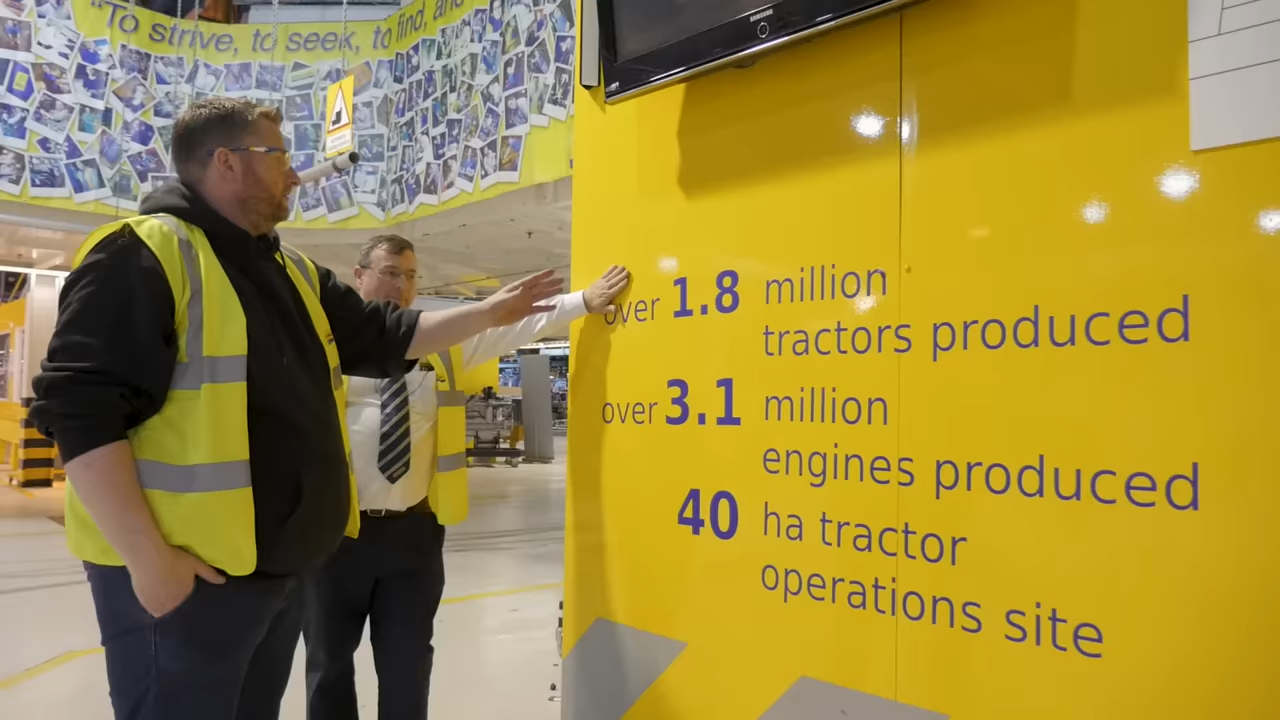 "To strive, to seek, to find, and
SAMSUNG
over 1.8 million
tractors produced
over 3.1 million
engines produced
40 ha tractor
operations site